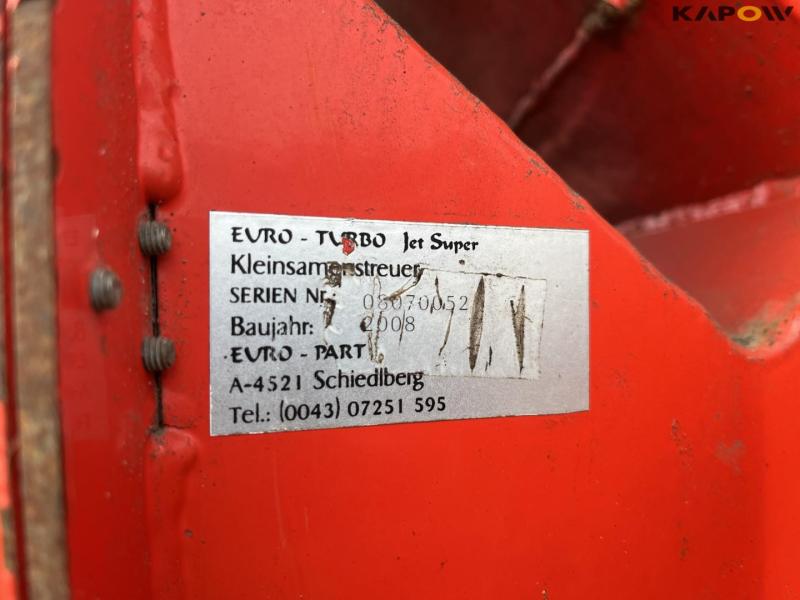 KAPOW
EURO - TURBO Jet Super
Kleinsamenstreuer
SERIEN Nr.: 08070052
Baujahr: 2008
EURO - PART
A-4521 Schiedlberg
Tel.: (0043) 07251 595